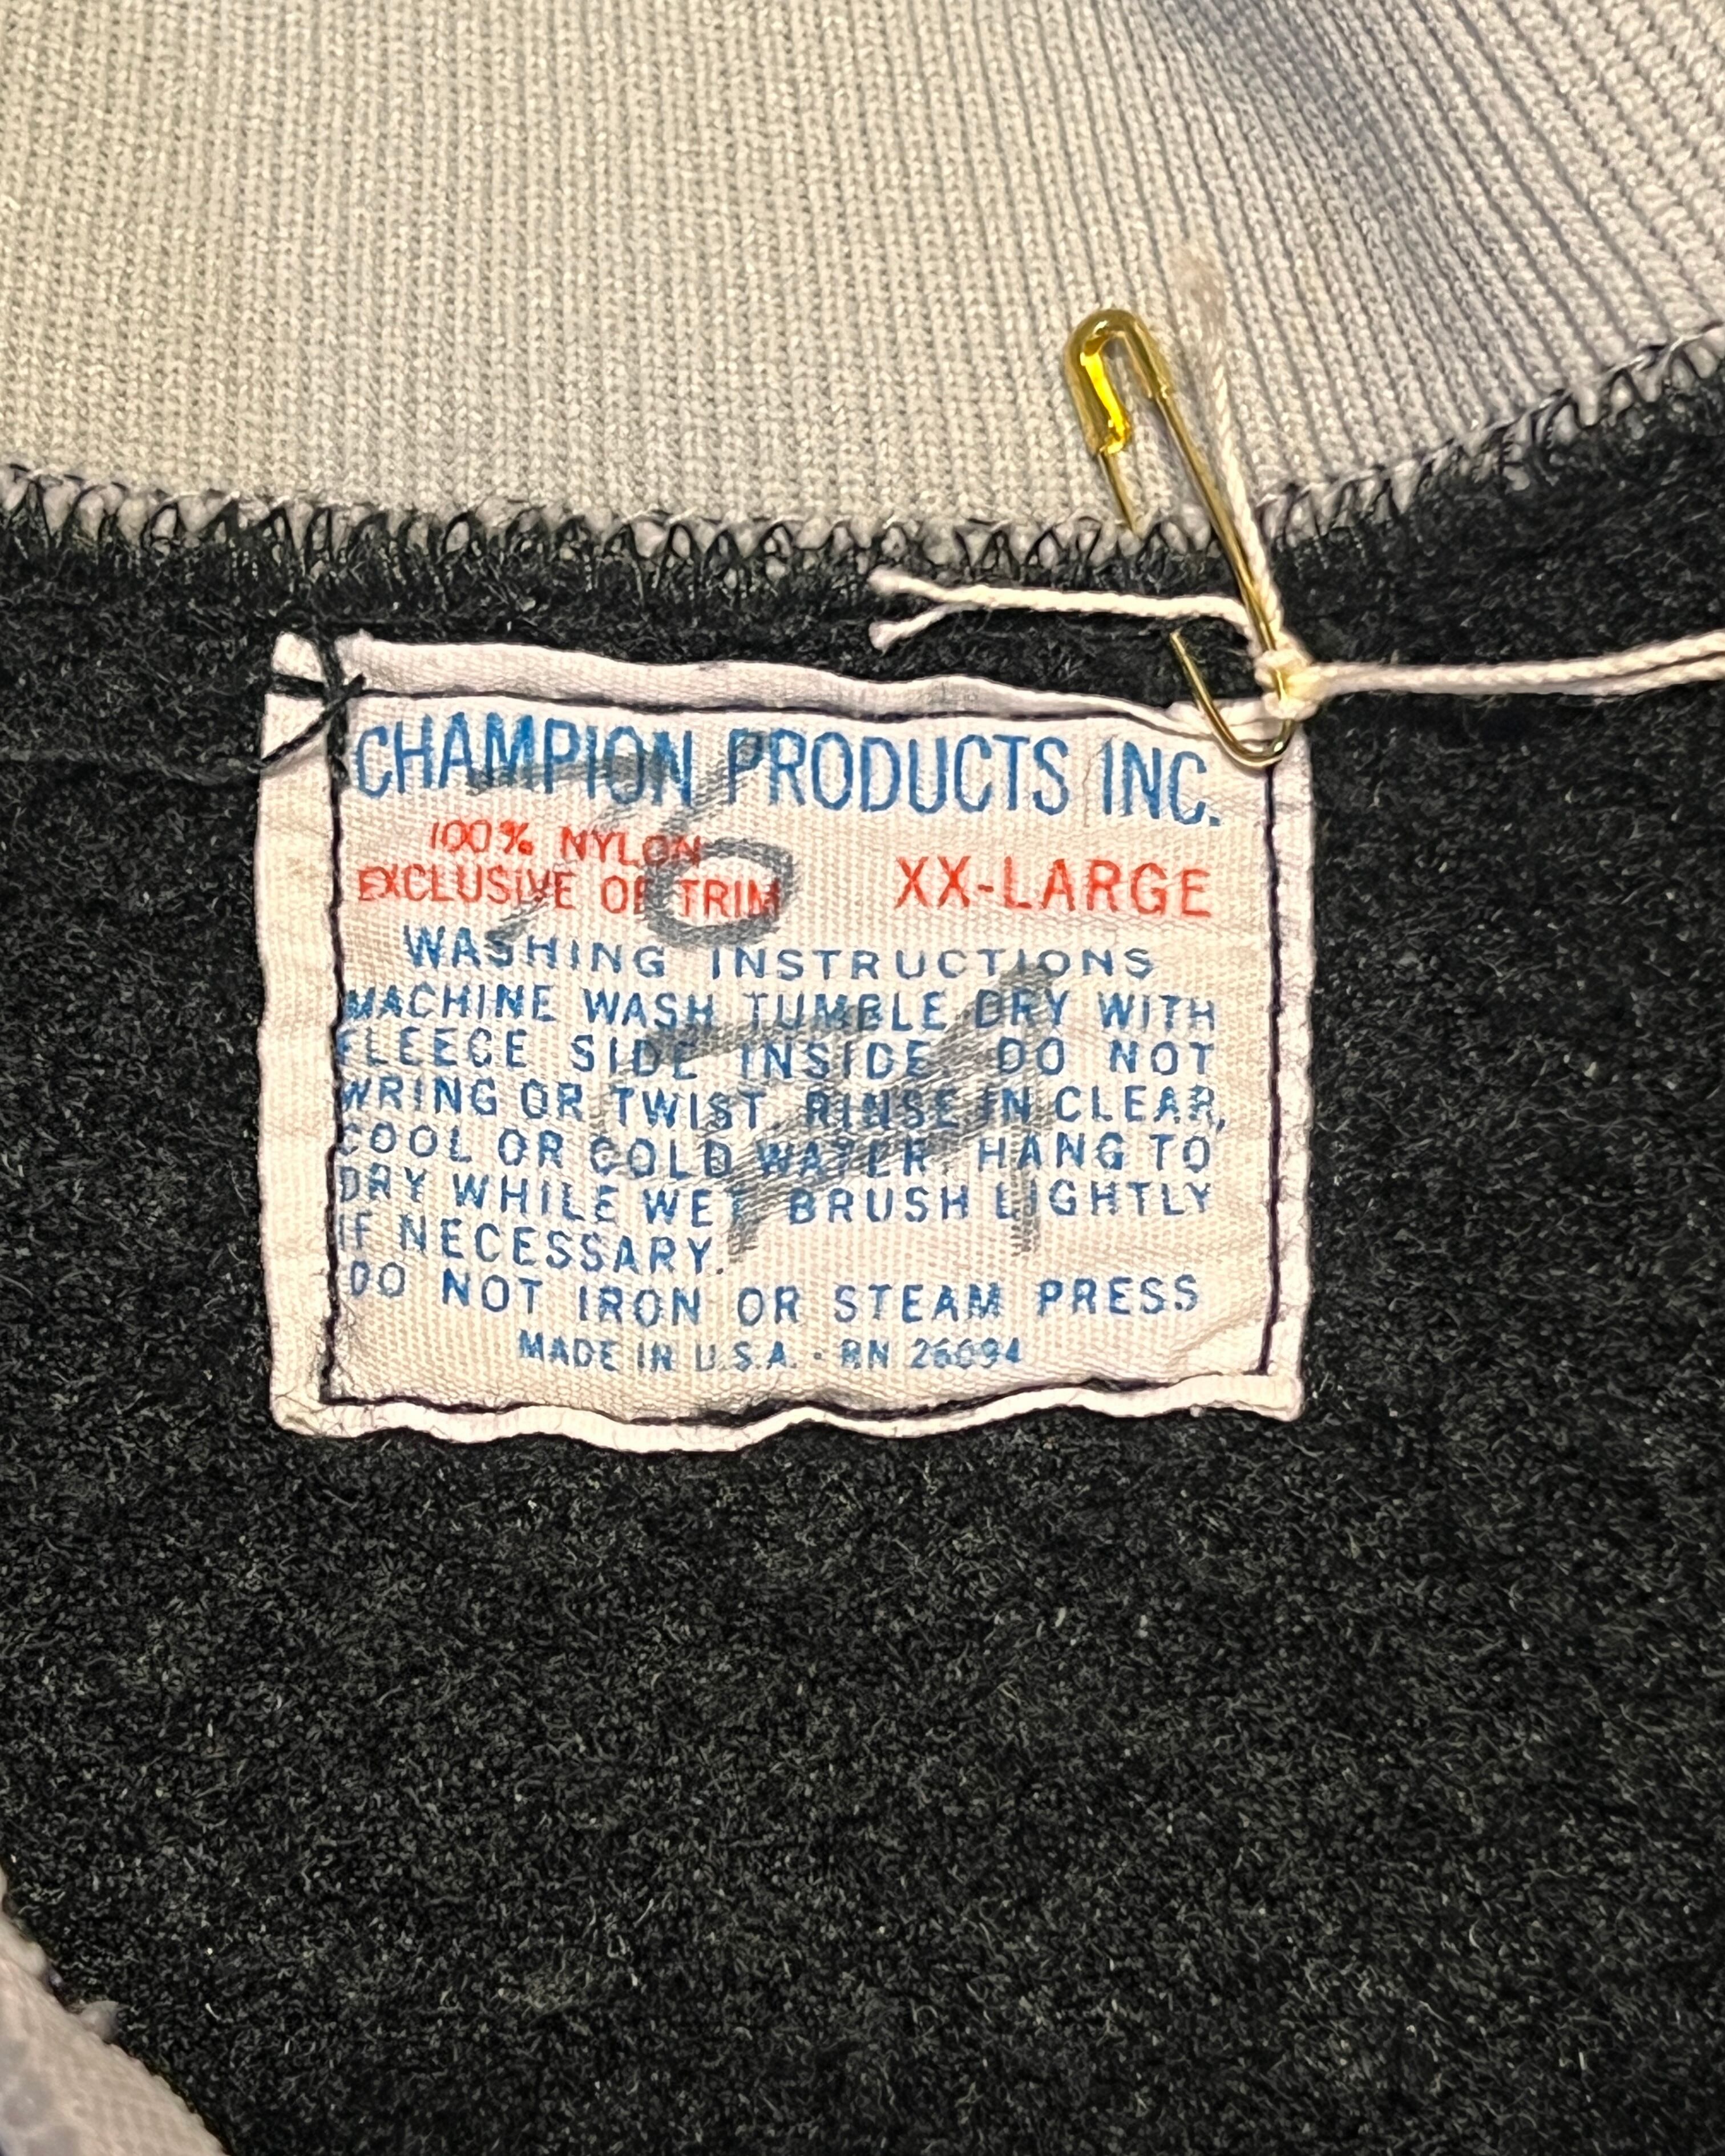 CHAMPION PRODUCTS INC.
100% NYLON
EXCLUSIVE OF TRIM XX-LARGE
WASHING INSTRUCTIONS
MACHINE WASH TUMBLE DRY WITH
FLEECE SIDE INSIDE DO NOT
WRING OR TWIST. RINSE IN CLEAR,
COOL OR COLD WATER. HANG TO
DRY WHILE WET BRUSH LIGHTLY
IF NECESSARY.
DO NOT IRON OR STEAM PRESS
MADE IN U.S.A. · RN 26094